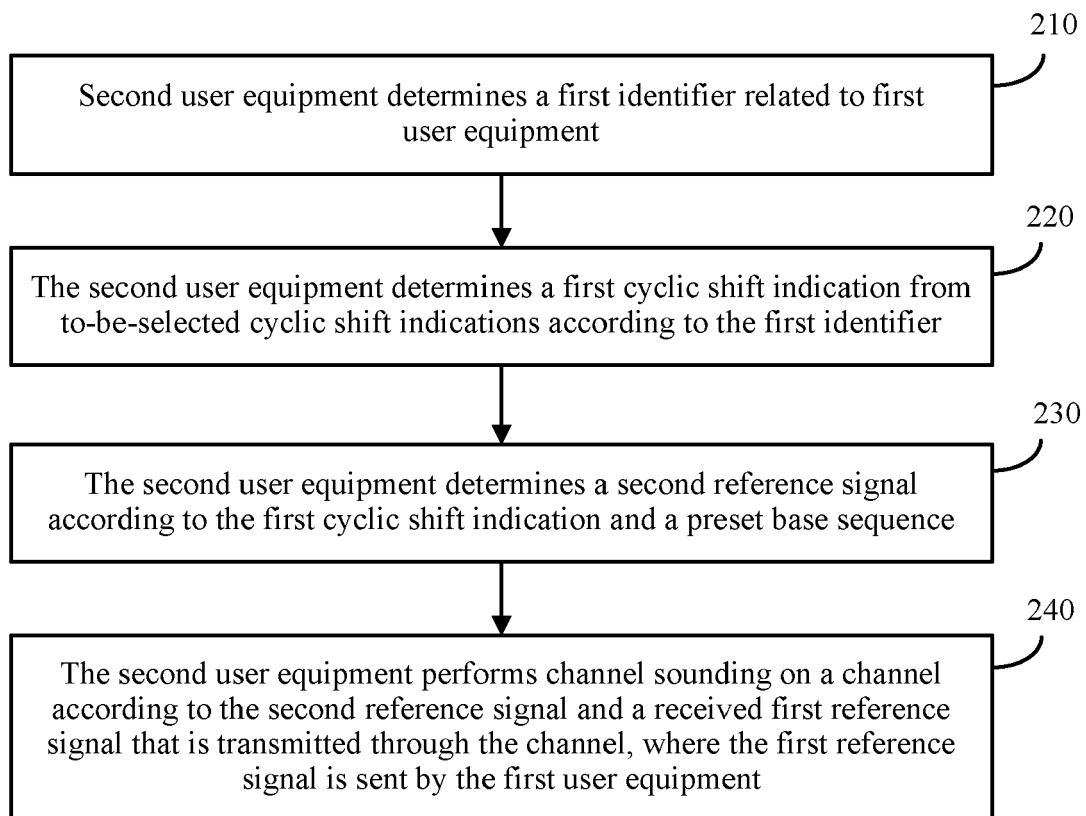 210
Second user equipment determines a first identifier related to first
user equipment
220
The second user equipment determines a first cyclic shift indication from
to-be-selected cyclic shift indications according to the first identifier
230
The second user equipment determines a second reference signal
according to the first cyclic shift indication and a preset base sequence
240
The second user equipment performs channel sounding on a channel
according to the second reference signal and a received first reference
signal that is transmitted through the channel, where the first reference
signal is sent by the first user equipment